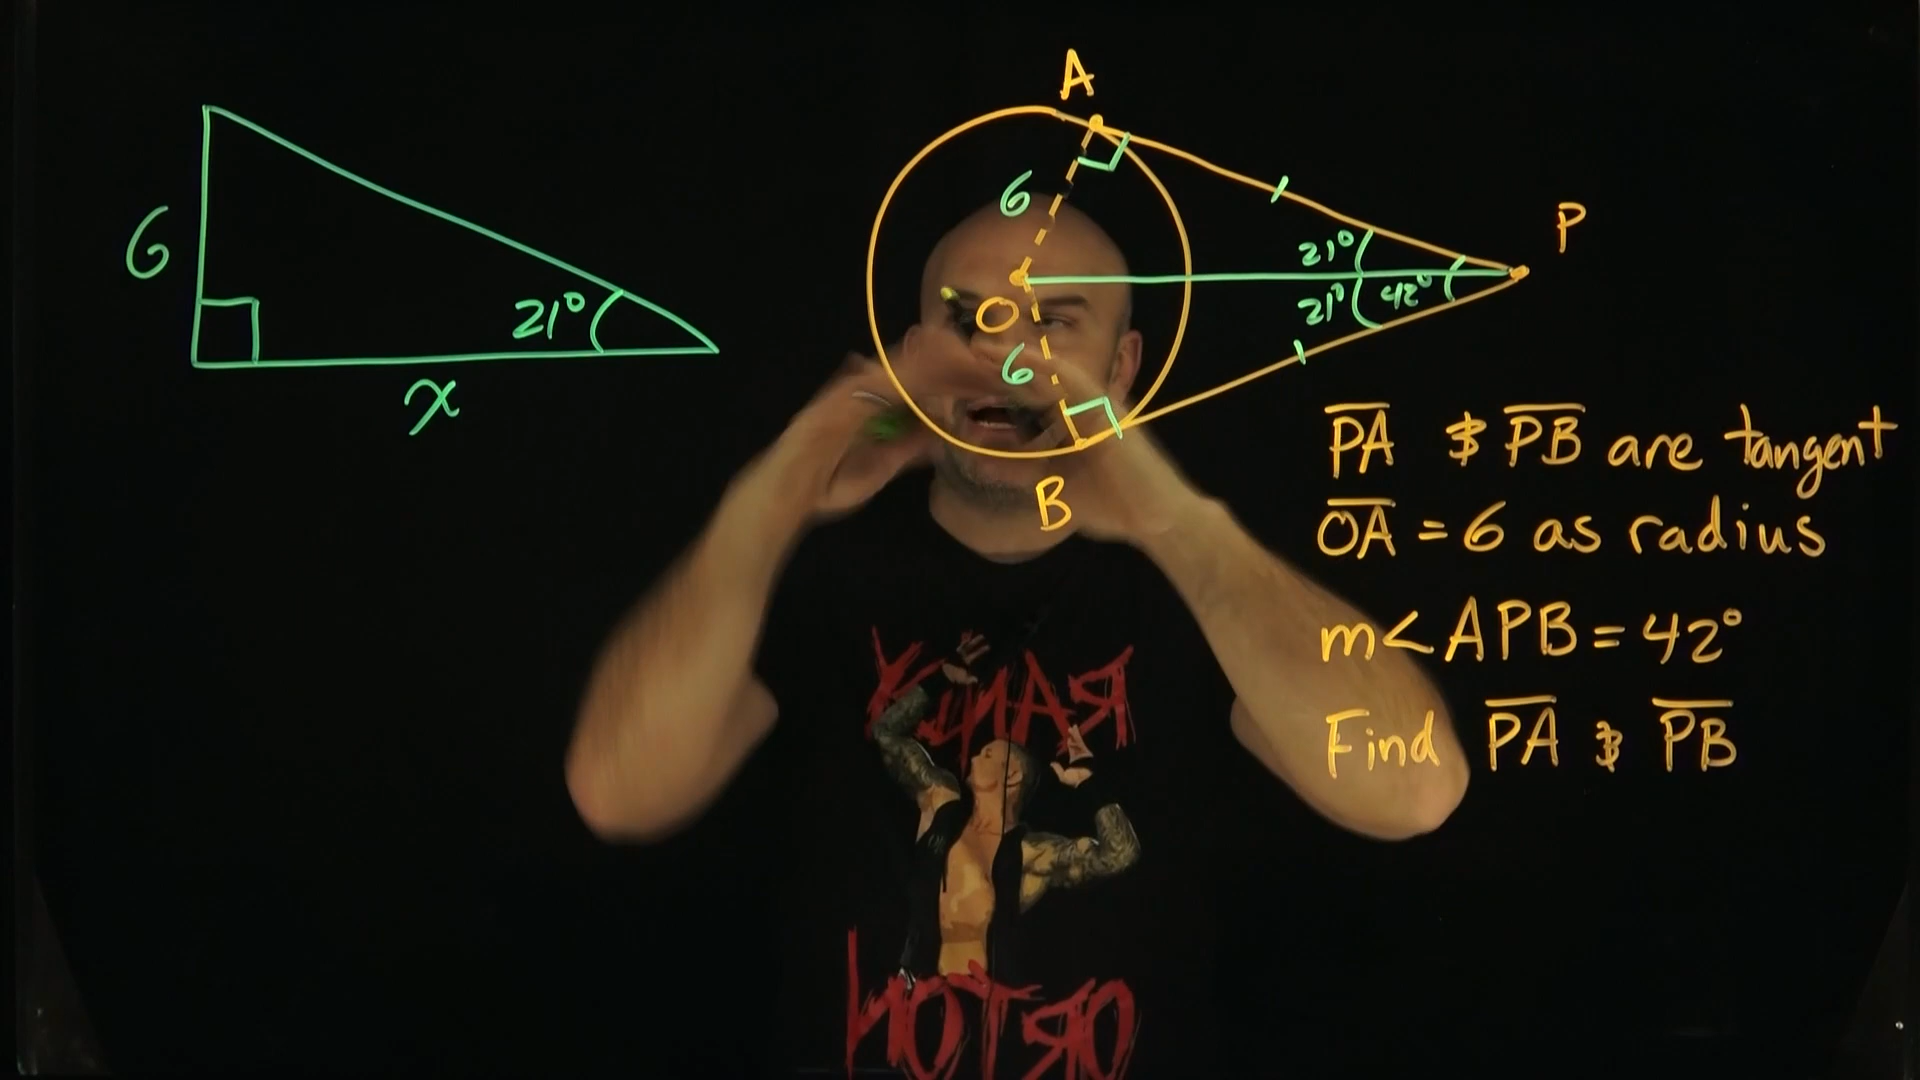 6
21°
x
A
6
O
6
B
21°
21°
42°
P
PA & PB are tangent
OA = 6 as radius
m< APB = 42°
Find PA & PB
RANDY
ORTON